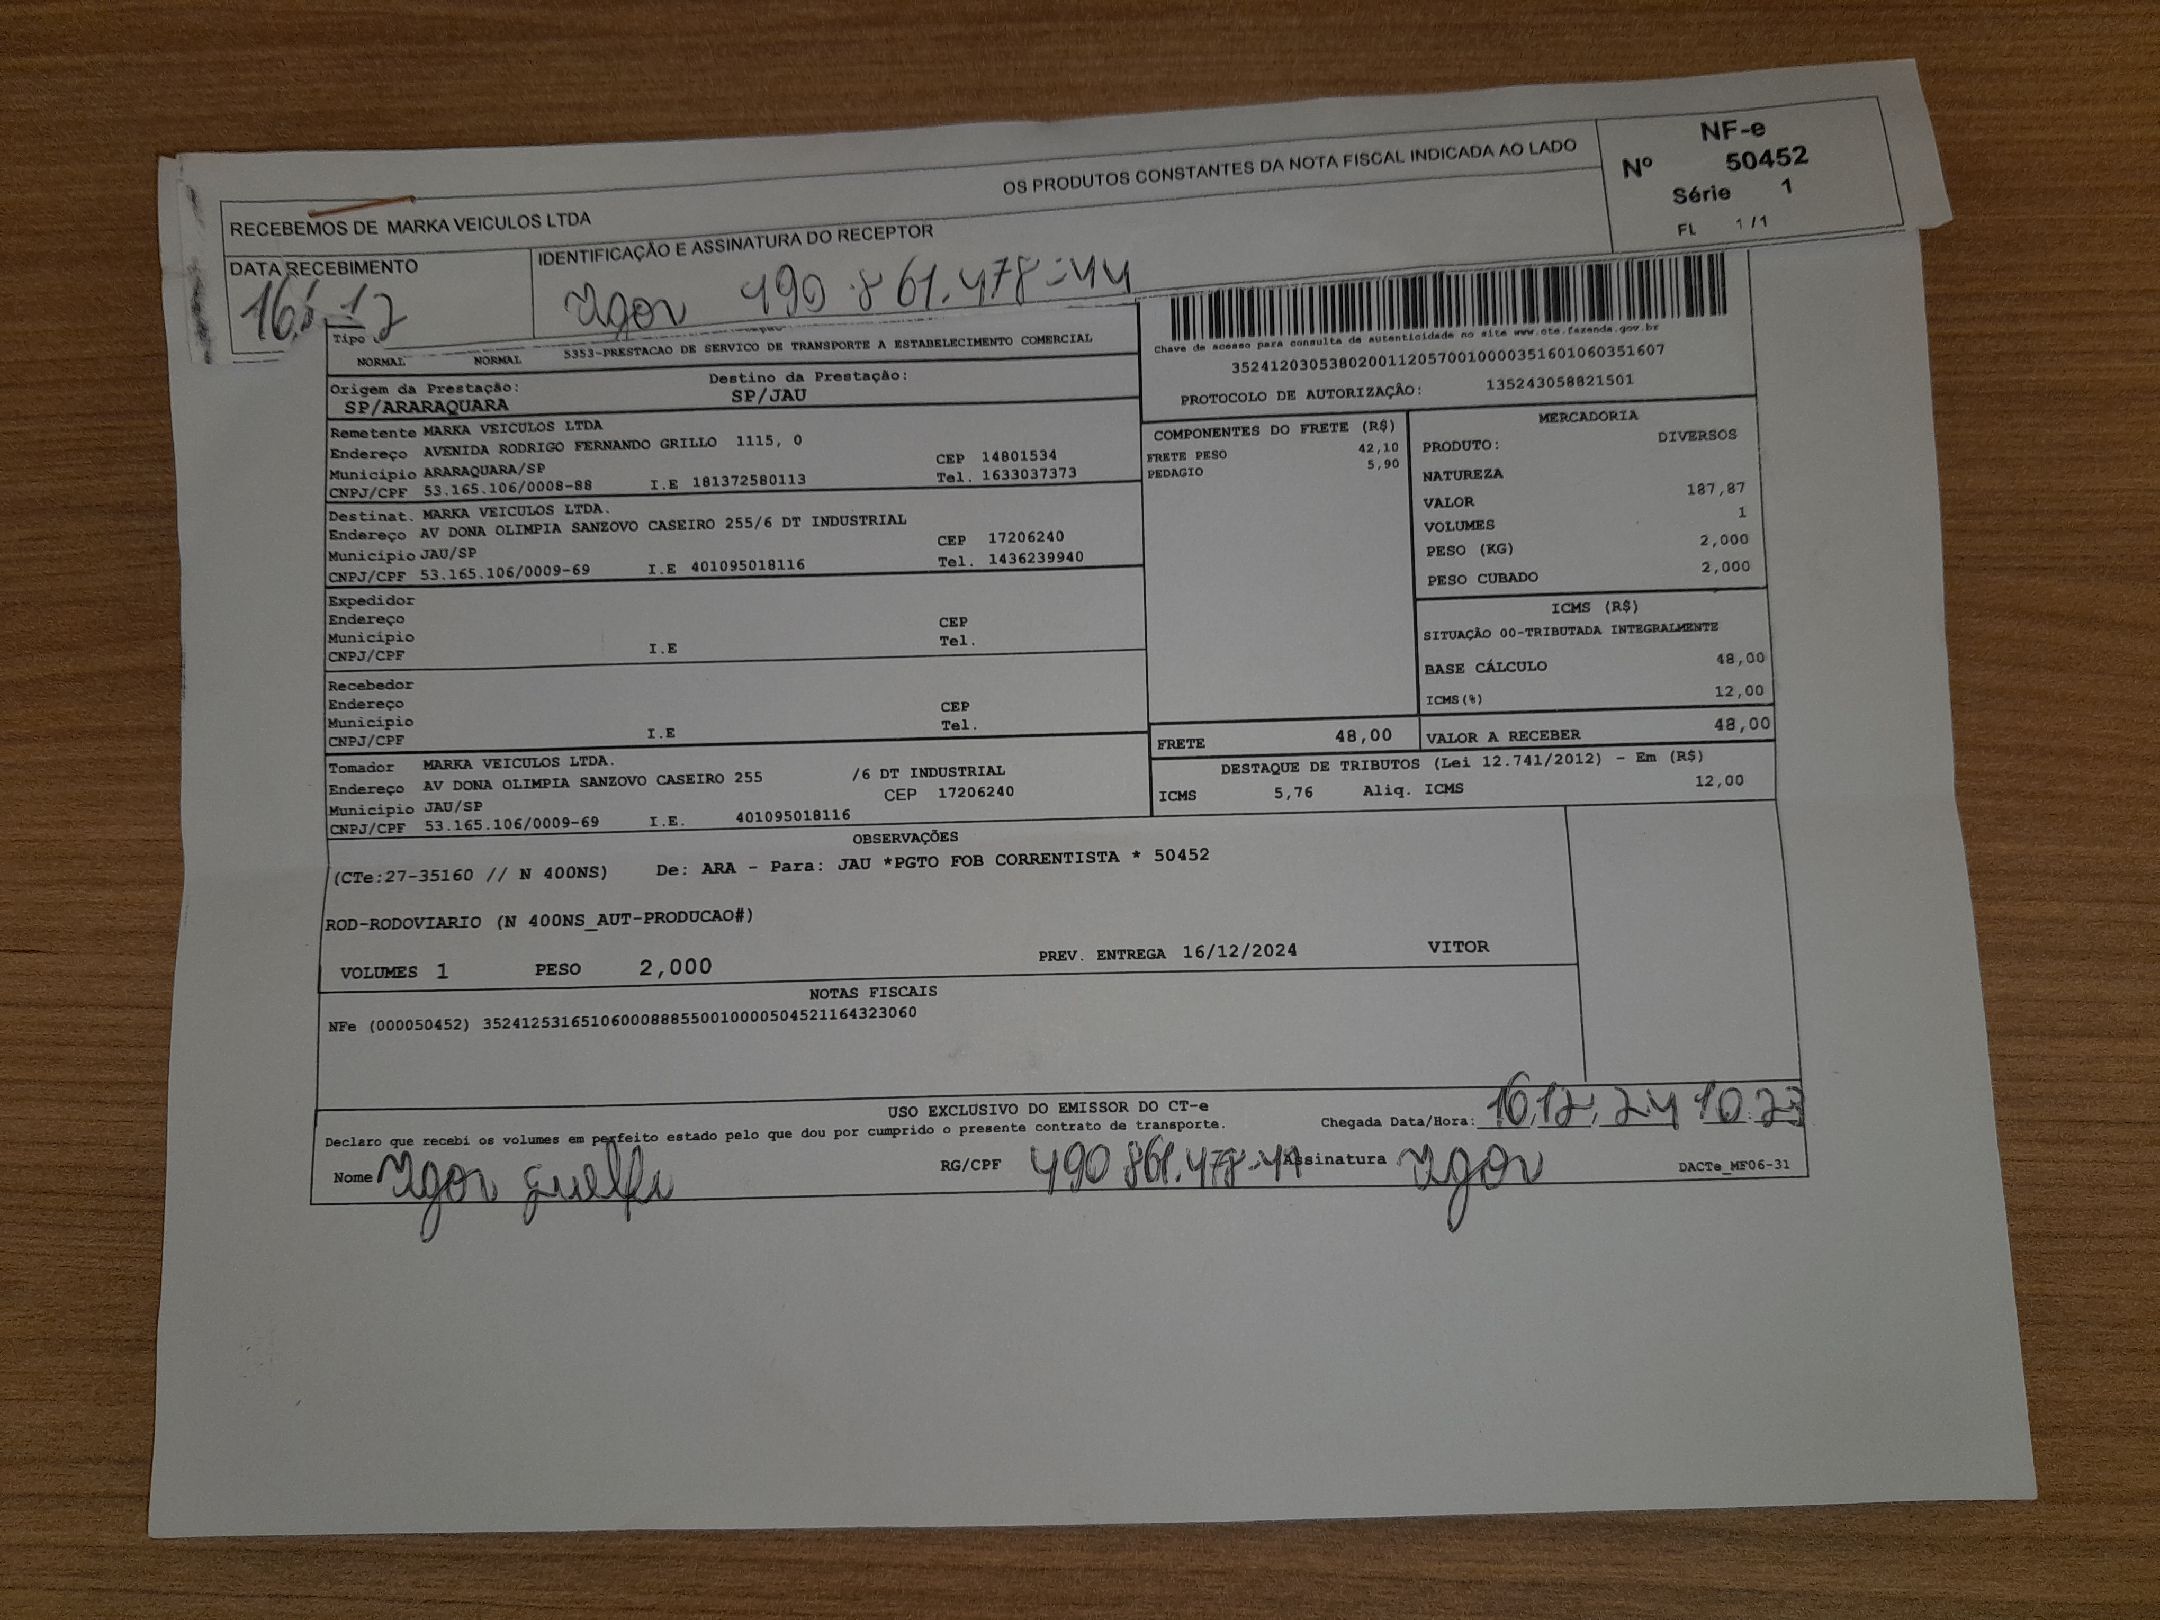 RECEBEMOS DE MARKA VEICULOS LTDA OS PRODUTOS CONSTANTES DA NOTA FISCAL INDICADA AO LADO
NF-e
Nº 50452
Série 1
FL 1/1
DATA RECEBIMENTO
16 12
IDENTIFICAÇÃO E ASSINATURA DO RECEPTOR
Igor 490.861.478-44
Tipo
NORMAL NORMAL 5353-PRESTACAO DE SERVICO DE TRANSPORTE A ESTABELECIMENTO COMERCIAL
Chave de acesso para consulta de autenticidade no site www.cte.fazenda.gov.br
35241203053802001120570010000351601060351607
PROTOCOLO DE AUTORIZAÇÃO: 135243058821501
Origem da Prestação: Destino da Prestação:
SP/ARARAQUARA SP/JAU
Remetente MARKA VEICULOS LTDA
Endereço AVENIDA RODRIGO FERNANDO GRILLO 1115, 0
Município ARARAQUARA/SP CEP 14801534
CNPJ/CPF 53.165.106/0008-88 I.E 181372580113 Tel. 1633037373
Destinat. MARKA VEICULOS LTDA.
Endereço AV DONA OLIMPIA SANZOVO CASEIRO 255/6 DT INDUSTRIAL
Município JAU/SP CEP 17206240
CNPJ/CPF 53.165.106/0009-69 I.E 401095018116 Tel. 1436239940
Expedidor
Endereço
Município CEP
CNPJ/CPF I.E Tel.
Recebedor
Endereço
Município CEP
CNPJ/CPF I.E Tel.
Tomador MARKA VEICULOS LTDA.
Endereço AV DONA OLIMPIA SANZOVO CASEIRO 255 /6 DT INDUSTRIAL
Município JAU/SP CEP 17206240
CNPJ/CPF 53.165.106/0009-69 I.E. 401095018116
COMPONENTES DO FRETE (R$)
FRETE PESO 42,10
PEDAGIO 5,90
MERCADORIA
PRODUTO: DIVERSOS
NATUREZA
VALOR 187,87
VOLUMES 1
PESO (KG) 2,000
PESO CUBADO 2,000
ICMS (R$)
SITUAÇÃO 00-TRIBUTADA INTEGRALMENTE
BASE CÁLCULO 48,00
ICMS(%) 12,00
FRETE 48,00 VALOR A RECEBER 48,00
DESTAQUE DE TRIBUTOS (Lei 12.741/2012) - Em (R$)
ICMS 5,76 Aliq. ICMS 12,00
OBSERVAÇÕES
(CTe:27-35160 // N 400NS) De: ARA - Para: JAU *PGTO FOB CORRENTISTA * 50452
ROD-RODOVIARIO (N 400NS_AUT-PRODUCAO#)
VOLUMES 1 PESO 2,000 PREV. ENTREGA 16/12/2024 VITOR
NOTAS FISCAIS
NFe (000050452) 35241253165106000888550010000504521164323060
USO EXCLUSIVO DO EMISSOR DO CT-e
Declaro que recebi os volumes em perfeito estado pelo que dou por cumprido o presente contrato de transporte.
Chegada Data/Hora: 16.12.24 10:23
Nome Igor Guelfi RG/CPF 490 861.478-44 Assinatura Igor
DACTe_MF06-31